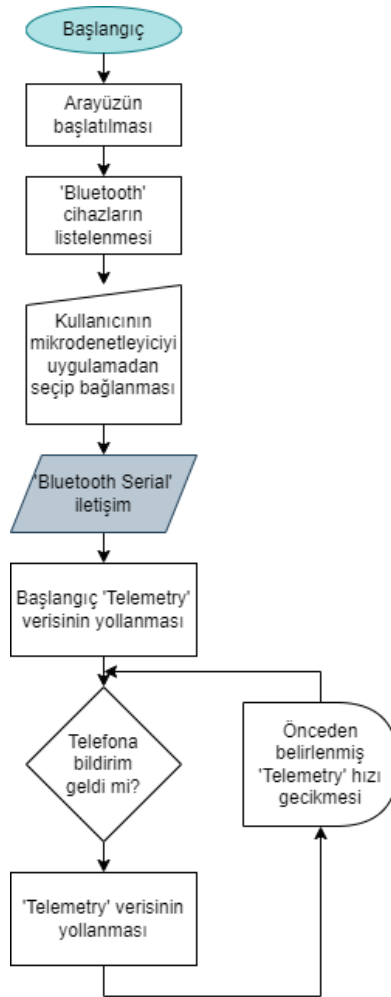 Başlangıç
Arayüzün
başlatılması
'Bluetooth'
cihazların
listelenmesi
Kullanıcının
mikrodenetleyiciyi
uygulamadan
seçip bağlanması
'Bluetooth Serial'
iletişim
Başlangıç 'Telemetry'
verisinin yollanması
Telefona
bildirim
geldi mi?
Önceden
belirlenmiş
'Telemetry' hızı
gecikmesi
'Telemetry' verisinin
yollanması